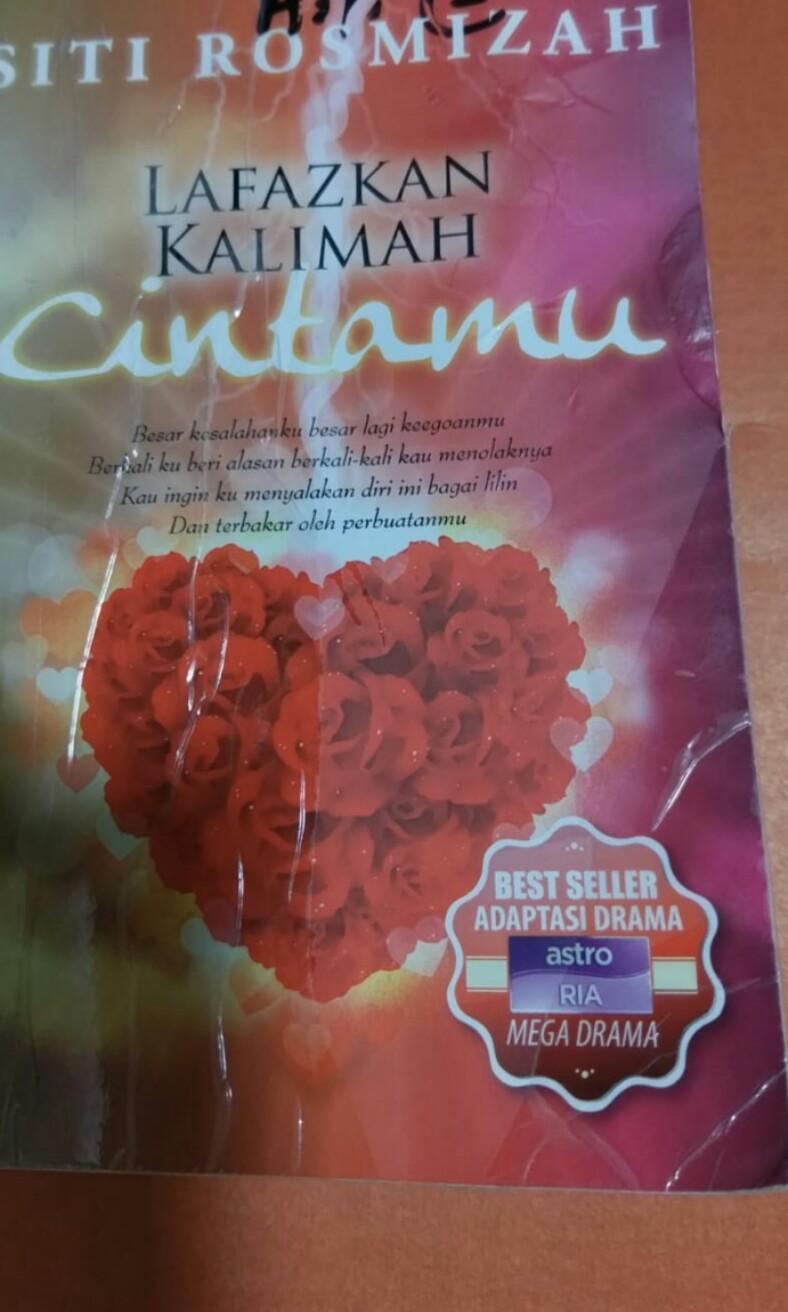 SITI ROSMIZAH
LAFAZKAN
KALIMAH
Cintamu
Besar kesalahanku besar lagi keegoanmu
Berkali ku beri alasan berkali-kali kau menolaknya
Kau ingin ku menyalakan diri ini bagai lilin
Dan terbakar oleh perbuatanmu
BEST SELLER
ADAPTASI DRAMA
astro
RIA
MEGA DRAMA